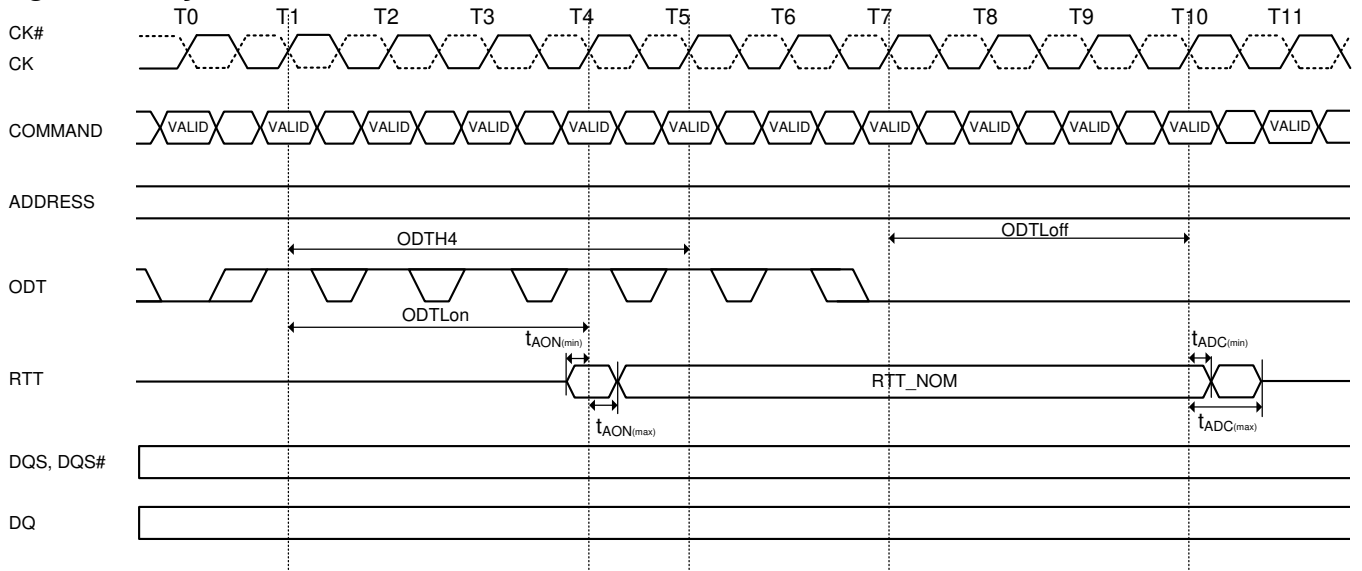 T0 T1 T2 T3 T4 T5 T6 T7 T8 T9 T10 T11
CK#
CK
COMMAND VALID VALID VALID VALID VALID VALID VALID VALID VALID VALID VALID VALID
ADDRESS
ODTH4 ODTLoff
ODT
ODTLon
tAON(min) tADC(min)
RTT RTT_NOM
tAON(max) tADC(max)
DQS, DQS#
DQ